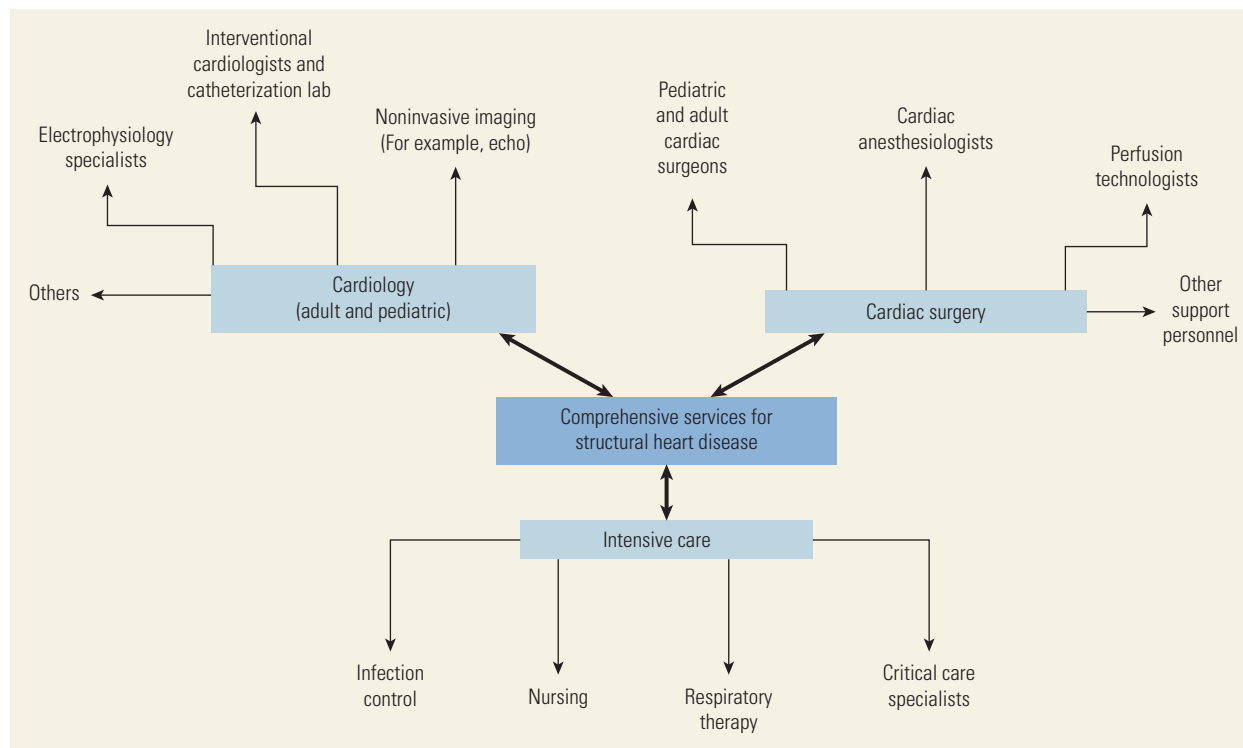 Interventional
cardiologists and
catheterization lab
Electrophysiology
specialists
Noninvasive imaging
(For example, echo)
Others
Cardiology
(adult and pediatric)
Pediatric
and adult
cardiac
surgeons
Cardiac
anesthesiologists
Perfusion
technologists
Other
support
personnel
Cardiac surgery
Comprehensive services for
structural heart disease
Intensive care
Infection
control
Nursing
Respiratory
therapy
Critical care
specialists